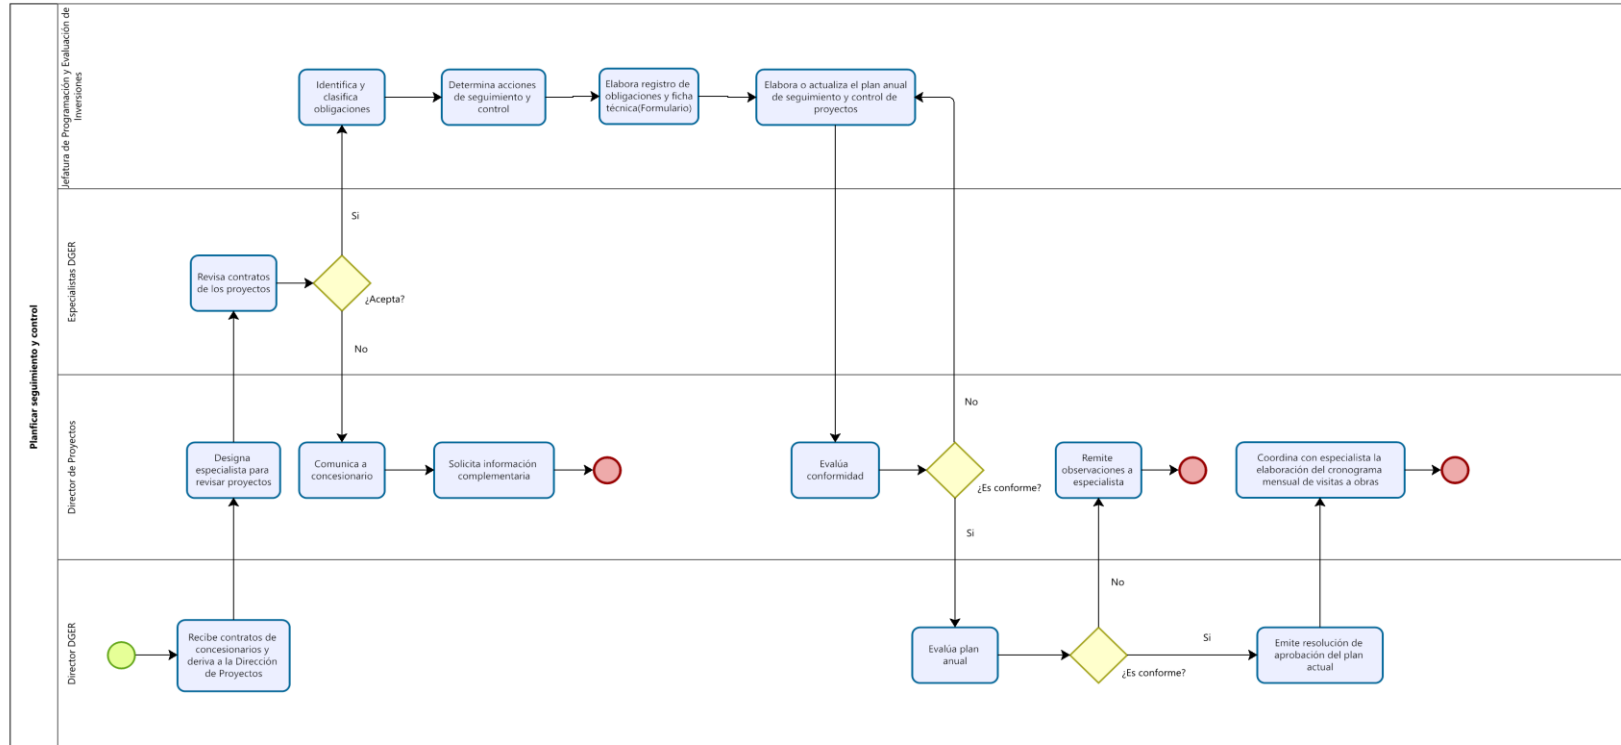 Planficar seguimiento y control
Jefatura de Programación y Evaluación de
Inversiones
Identifica y
clasifica
obligaciones
Determina acciones
de seguimiento y
control
Elabora registro de
obligaciones y ficha
técnica(Formulario)
Elabora o actualiza el plan anual
de seguimiento y control de
proyectos
Especialistas DGER
Revisa contratos
de los proyectos
Si
¿Acepta?
No
Director de Proyectos
Designa
especialista para
revisar proyectos
Comunica a
concesionario
Solicita información
complementaria
Evalúa
conformidad
No
¿Es conforme?
Si
Remite
observaciones a
especialista
Coordina con especialista la
elaboración del cronograma
mensual de visitas a obras
Director DGER
Recibe contratos de
concesionarios y
deriva a la Dirección
de Proyectos
Evalúa plan
anual
No
¿Es conforme?
Si
Emite resolución de
aprobación del plan
actual